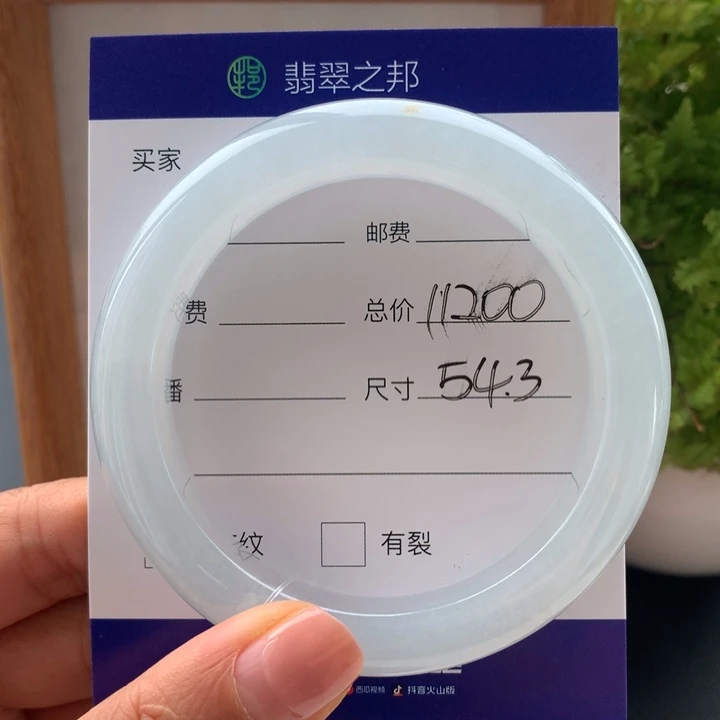 翡翠之邦
买家
邮费
费 总价 11200
播 尺寸 54.3
纹 有裂
西瓜视频 抖音火山版